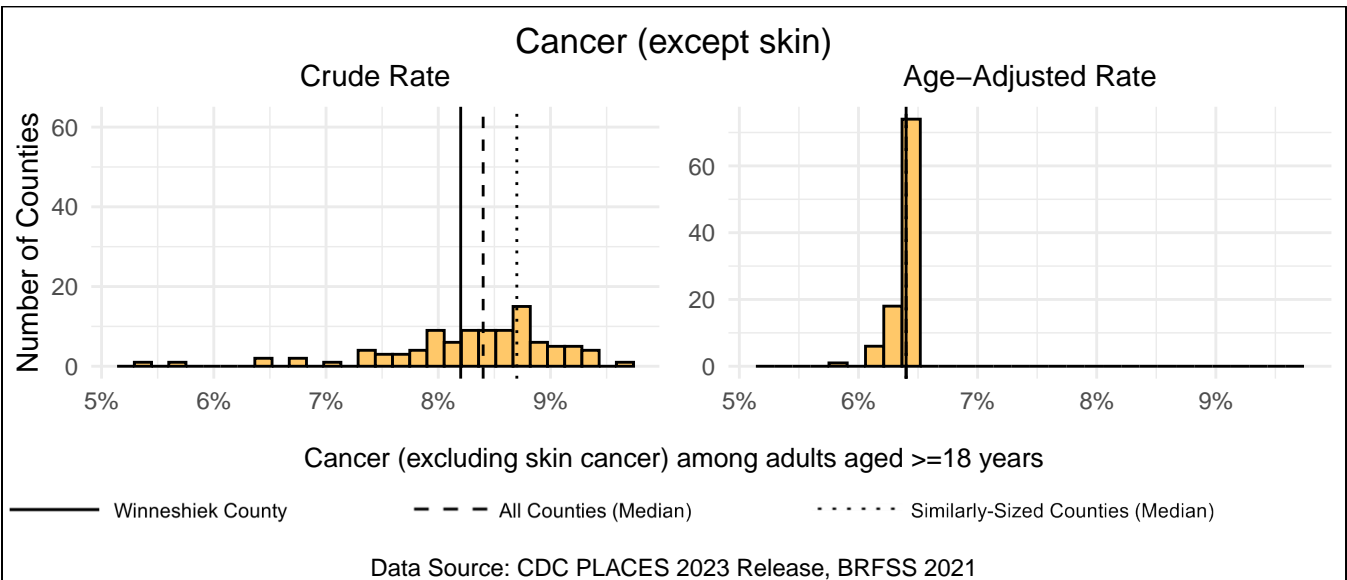 Cancer (except skin)
Crude Rate
Age−Adjusted Rate
Number of Counties
60
40
20
0
5%
6%
7%
8%
9%
60
40
20
0
5%
6%
7%
8%
9%
Cancer (excluding skin cancer) among adults aged >=18 years
Winneshiek County
All Counties (Median)
Similarly-Sized Counties (Median)
Data Source: CDC PLACES 2023 Release, BRFSS 2021